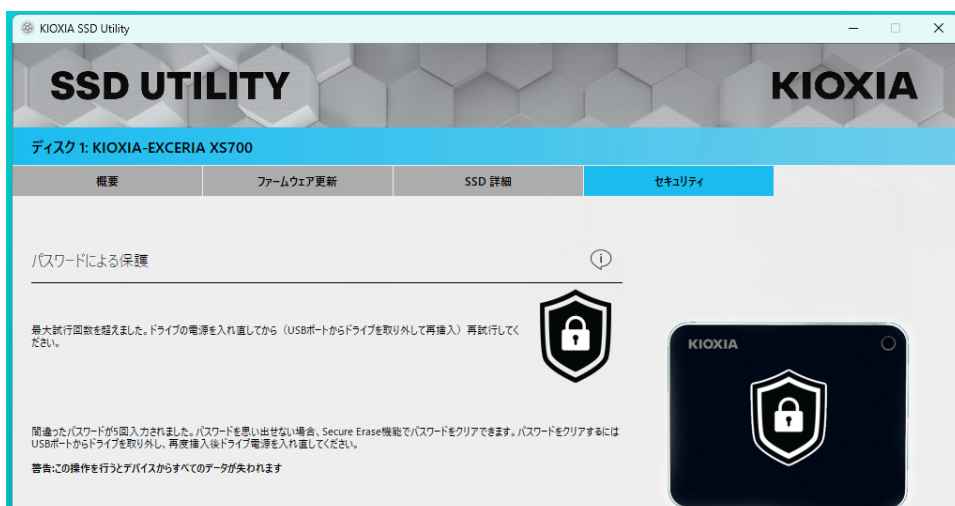 KIOXIA SSD Utility
SSD UTILITY
KIOXIA
ディスク 1: KIOXIA-EXCERIA XS700
概要
ファームウェア更新
SSD 詳細
セキュリティ
パスワードによる保護
最大試行回数を超えました。ドライブの電源を入れ直してから（USBポートからドライブを取り外して再挿入）再試行してく
ださい。
KIOXIA
間違ったパスワードが5回入力されました。パスワードを思い出せない場合、Secure Erase機能でパスワードをクリアできます。パスワードをクリアするには
USBポートからドライブを取り外し、再度挿入後ドライブ電源を入れ直してください。
警告:この操作を行うとデバイスからすべてのデータが失われます